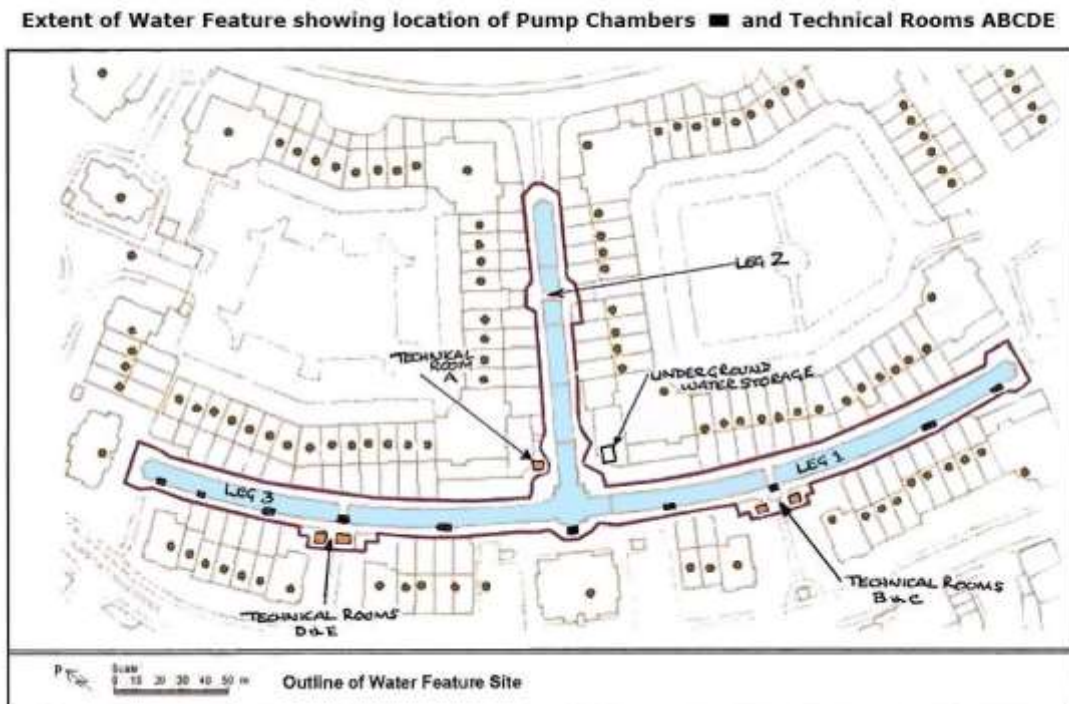 Extent of Water Feature showing location of Pump Chambers ■ and Technical Rooms ABCDE
LEG 2
TECHNICAL
ROOM
A
UNDERGROUND
WATER STORAGE
LEG 1
LEG 3
TECHNICAL ROOMS
B & C
TECHNICAL ROOMS
D & E
Scale
0 10 20 30 40 50 m
Outline of Water Feature Site